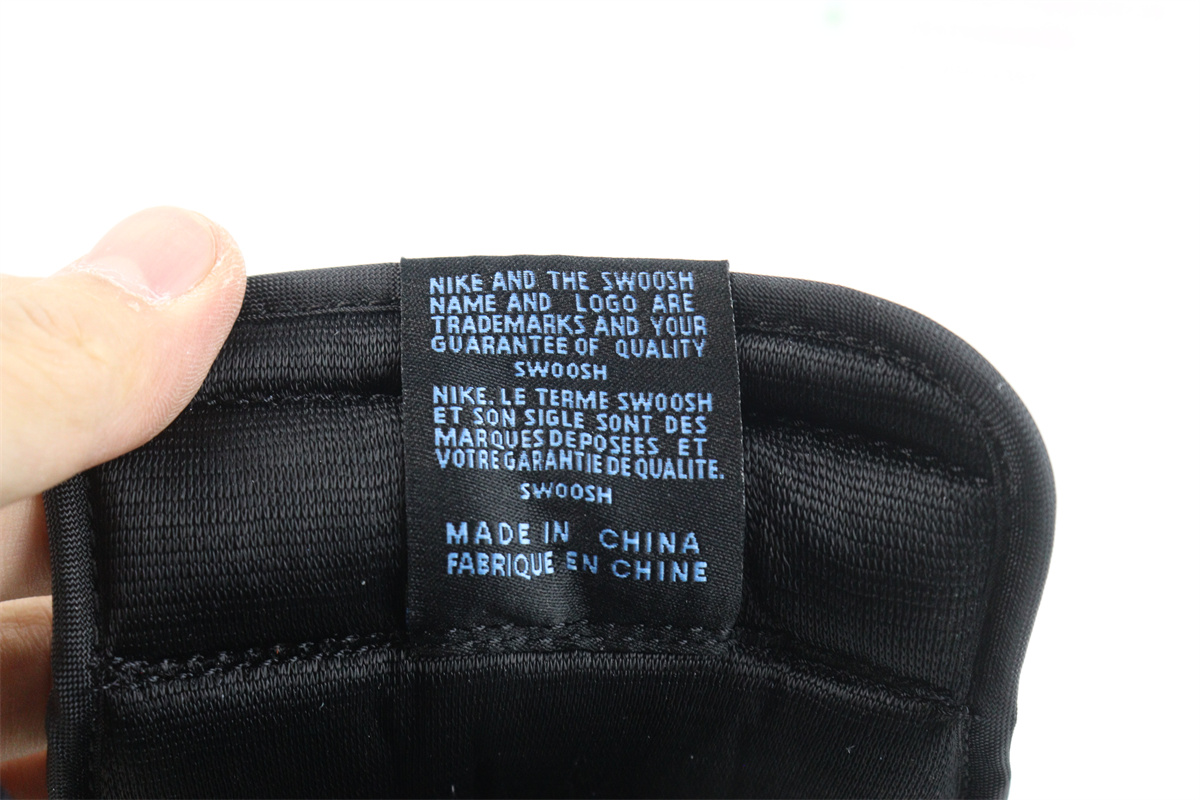 NIKE AND THE SWOOSH
NAME AND LOGO ARE
TRADEMARKS AND YOUR
GUARANTEE OF QUALITY
SWOOSH
NIKE. LE TERME SWOOSH
ET SON SIGLE SONT DES
MARQUES DEPOSEES ET
VOTRE GARANTIE DE QUALITE.
SWOOSH
MADE IN CHINA
FABRIQUE EN CHINE